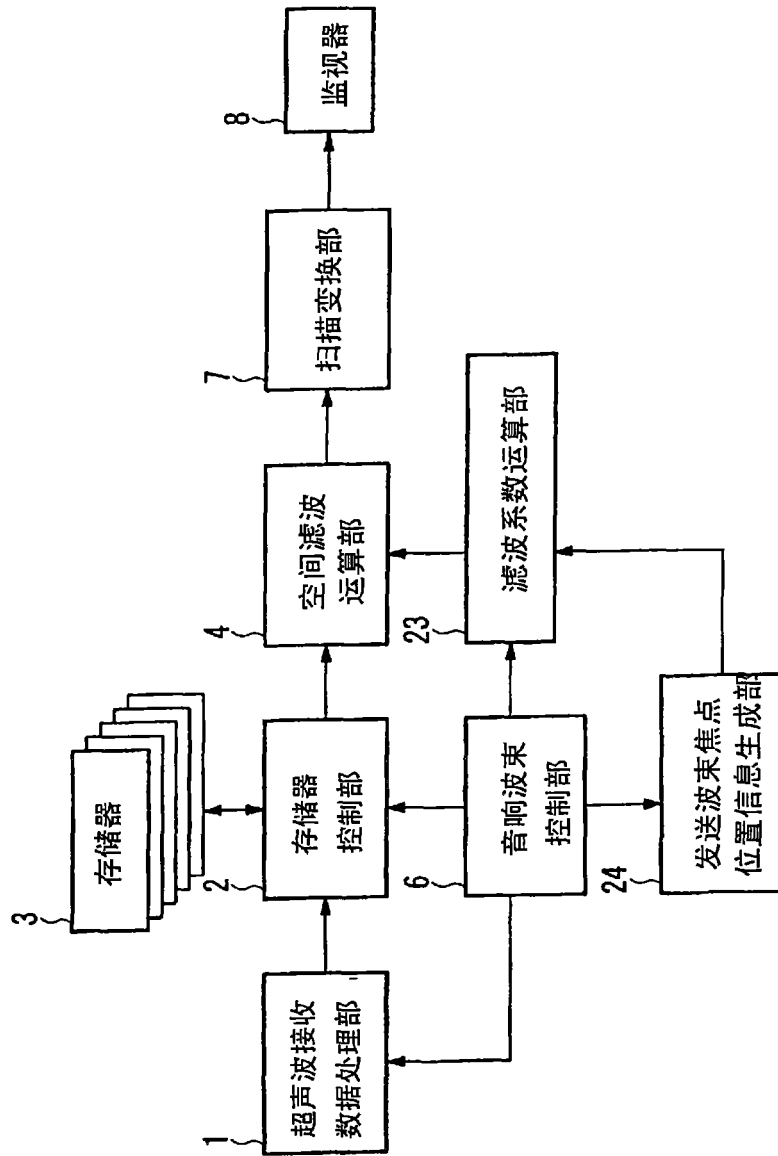 3
存储器
8
监视器
1
超声波接收
数据处理部
2
存储器
控制部
4
空间滤波
运算部
7
扫描变换部
6
音响波束
控制部
23
滤波系数运算部
24
发送波束焦点
位置信息生成部